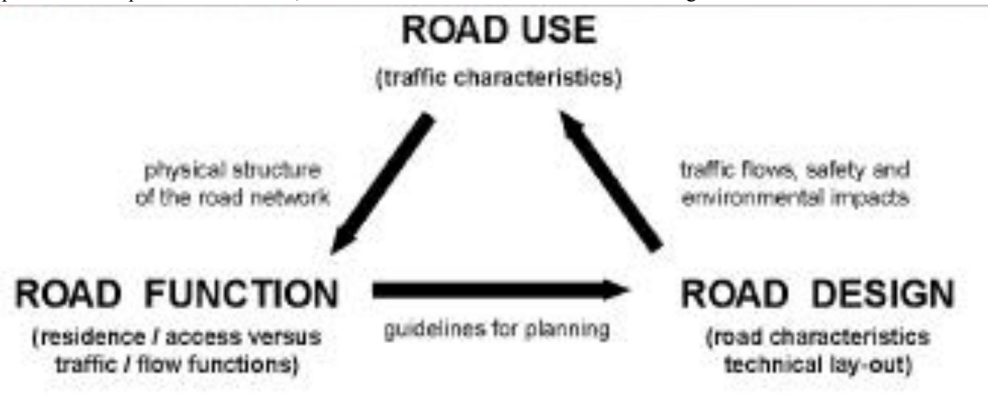 ROAD USE
(traffic characteristics)
physical structure
of the road network
traffic flows, safety and
environmental impacts
ROAD FUNCTION
(residence / access versus
traffic / flow functions)
guidelines for planning
ROAD DESIGN
(road characteristics
technical lay-out)